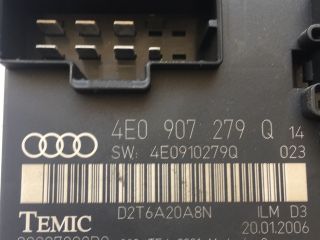 4E0 907 279 Q 14
SW: 4E0910279Q 023
D2T6A20A8N ILM D3
TEMIC 20.01.2006